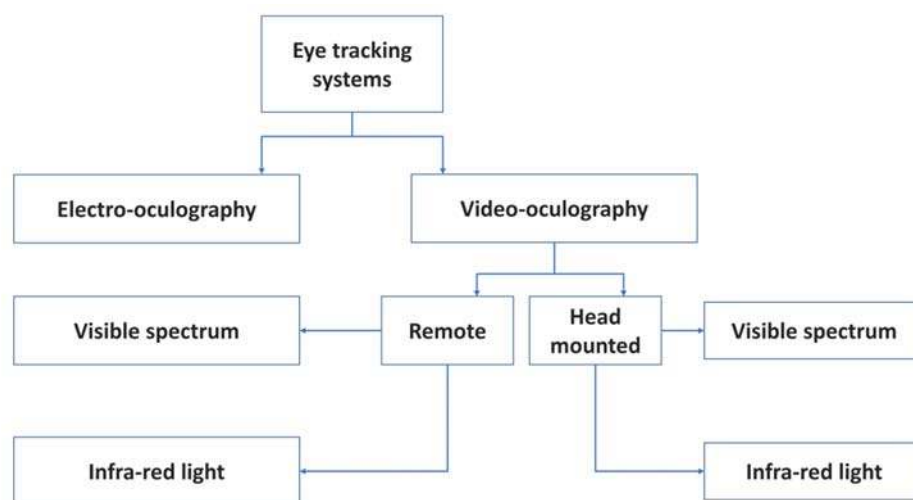 Eye tracking
systems
Electro-oculography
Video-oculography
Visible spectrum
Remote
Head
mounted
Visible spectrum
Infra-red light
Infra-red light